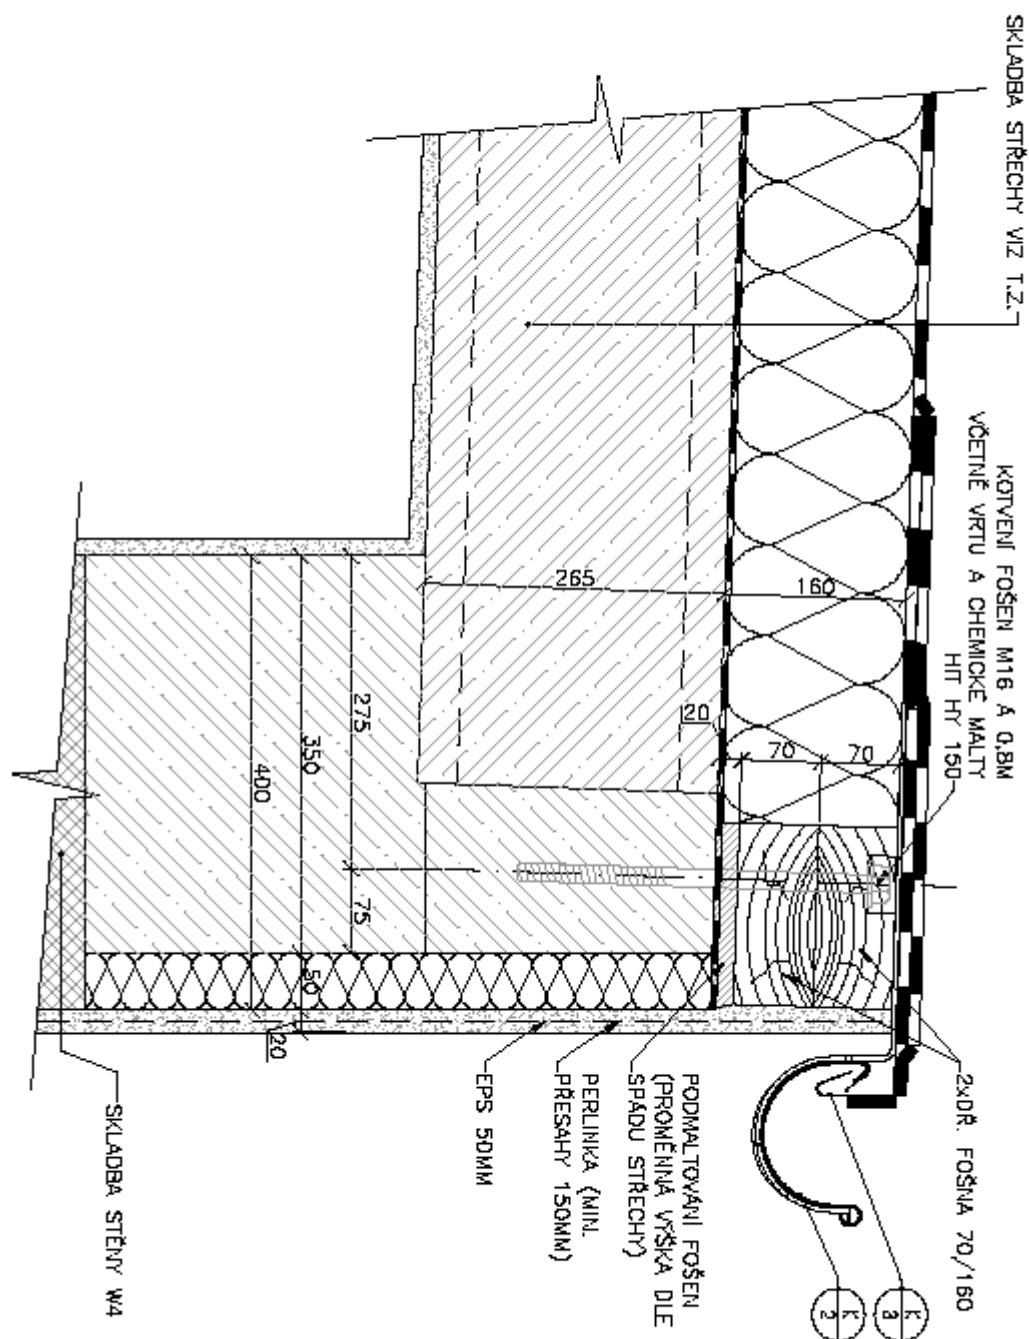 SKLADBA STŘECHY VIZ T.Z.
KOTVENÍ FOŠEN M16 A 0,8M
VČETNĚ VRTU A CHEMICKÉ MALTY
HIT HY 150
2xDŘ. FOŠNA 70/160
K
3
K
2
265
160
20
70
70
275
75
350
50
400
20
PODMALTOVÁNÍ FOŠEN
(PROMĚNNÁ VÝŠKA DLE
SPÁDU STŘECHY)
PERLINKA (MIN.
PŘESAHY 150MM)
EPS 50MM
SKLADBA STĚNY W4